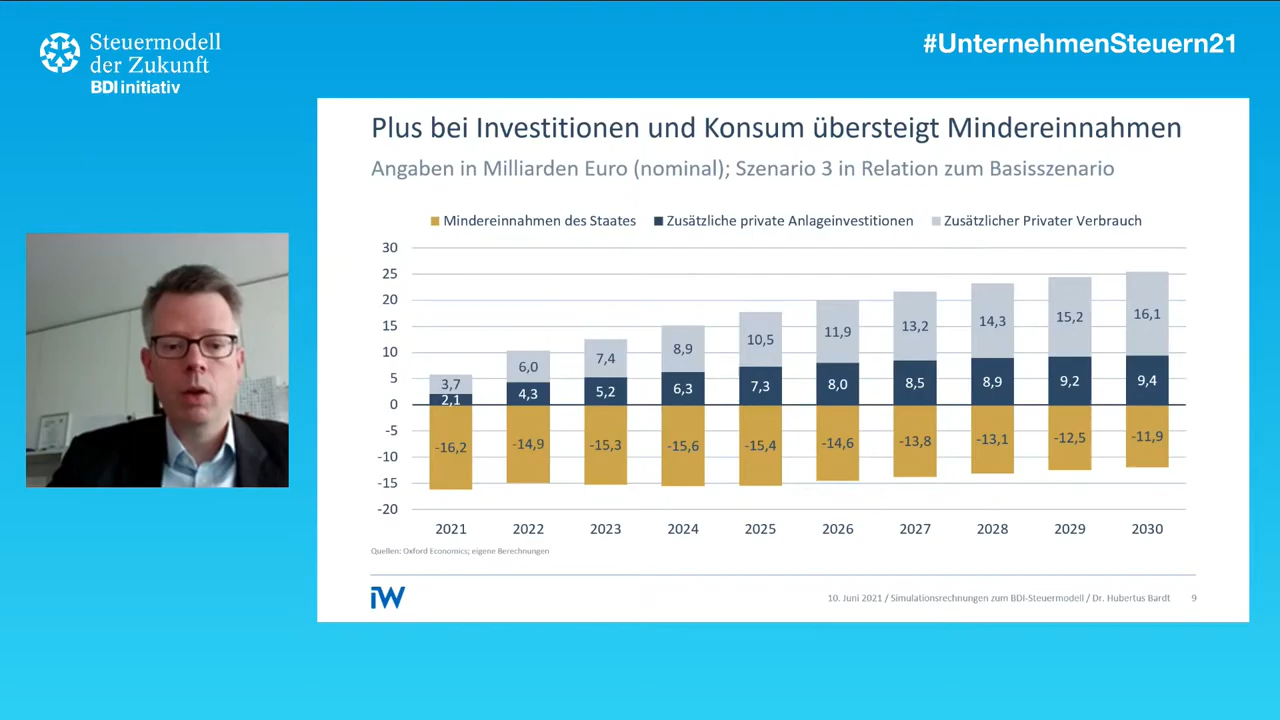 Steuermodell
der Zukunft
BDI initiativ
#UnternehmenSteuern21
Plus bei Investitionen und Konsum übersteigt Mindereinnahmen
Angaben in Milliarden Euro (nominal); Szenario 3 in Relation zum Basisszenario
Mindereinnahmen des Staates Zusätzliche private Anlageinvestitionen Zusätzlicher Privater Verbrauch
30
25
20
15
10
5
0
-5
-10
-15
-20
3,7 6,0 7,4 8,9 10,5 11,9 13,2 14,3 15,2 16,1
2,1 4,3 5,2 6,3 7,3 8,0 8,5 8,9 9,2 9,4
-16,2 -14,9 -15,3 -15,6 -15,4 -14,6 -13,8 -13,1 -12,5 -11,9
2021 2022 2023 2024 2025 2026 2027 2028 2029 2030
Quellen: Oxford Economics; eigene Berechnungen
iW
10. Juni 2021 / Simulationsrechnungen zum BDI-Steuermodell / Dr. Hubertus Bardt 9